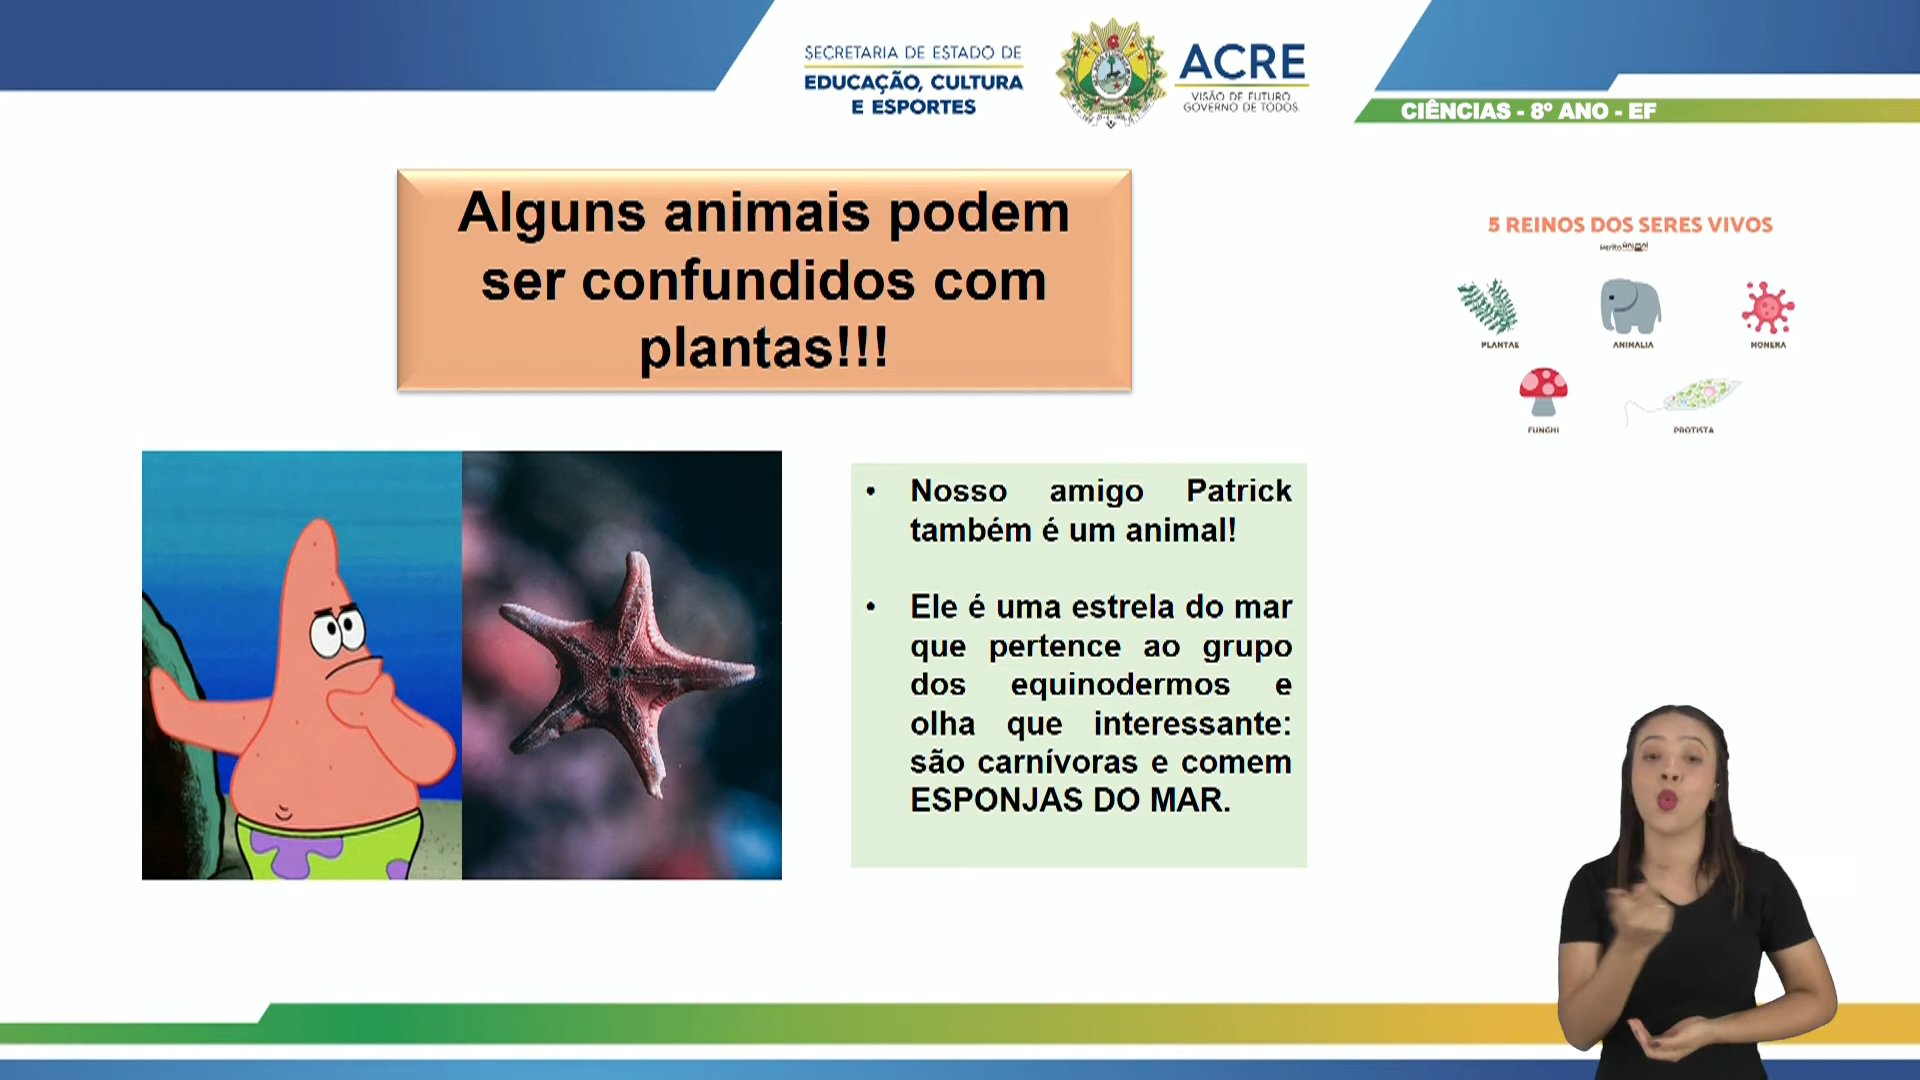 SECRETARIA DE ESTADO DE
EDUCAÇÃO, CULTURA
E ESPORTES
ACRE
VISÃO DE FUTURO
GOVERNO DE TODOS
CIÊNCIAS - 8º ANO - EF
Alguns animais podem
ser confundidos com
plantas!!!
5 REINOS DOS SERES VIVOS
PeritoAnimal
PLANTAE
ANIMALIA
MONERA
FUNGHI
PROTISTA
• Nosso amigo Patrick
também é um animal!
• Ele é uma estrela do mar
que pertence ao grupo
dos equinodermos e
olha que interessante:
são carnívoras e comem
ESPONJAS DO MAR.